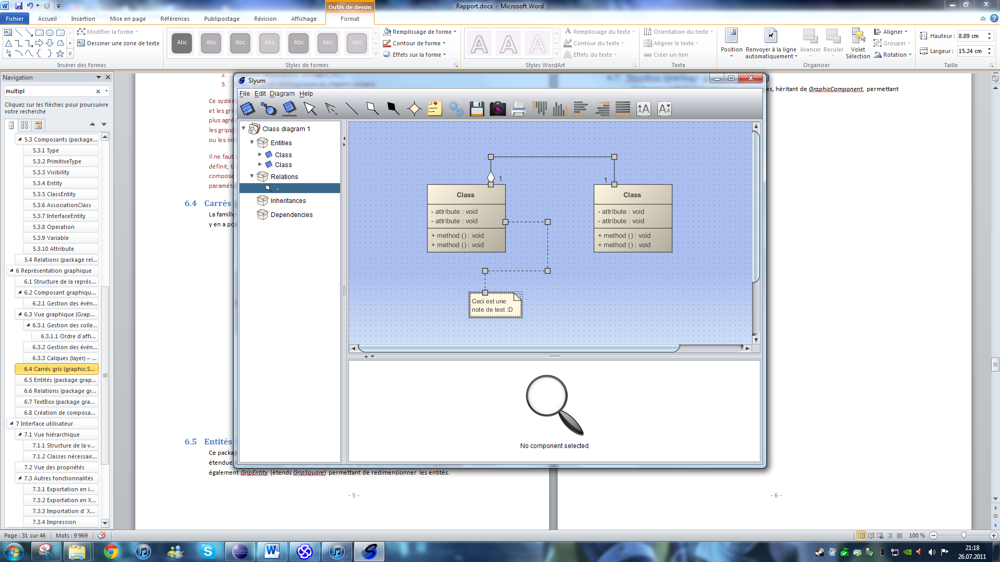 Outils de dessin
Rapport.docx - Microsoft Word
Fichier Accueil Insertion Mise en page Références Publipostage Révision Affichage Format
Modifier la forme
Dessiner une zone de texte
Insérer des formes
Abc Abc Abc Abc Abc Abc Abc
Remplissage de forme
Contour de forme
Effets sur la forme
Styles de formes
Remplissage du texte
Contour du texte
Effets du texte
Styles WordArt
Orientation du texte
Aligner le texte
Créer un lien
Texte
Position
Renvoyer à la ligne
automatiquement
Avancer
Reculer
Volet
Sélection
Aligner
Grouper
Rotation
Organiser
Hauteur : 8.89 cm
Largeur : 15.24 cm
Taille
Navigation
multipl
Cliquez sur les flèches pour poursuivre
votre recherche
5.3 Composants (package...
5.3.1 Type
5.3.2 PrimitiveType
5.3.3 Visibility
5.3.4 Entity
5.3.5 ClassEntity
5.3.6 AssociationClass
5.3.7 InterfaceEntity
5.3.8 Operation
5.3.9 Variable
5.3.10 Attribute
5.4 Relations (package rel...
6 Représentation graphique
6.1 Structure de la représ...
6.2 Composant graphiqu...
6.2.1 Gestion des évén...
6.3 Vue graphique (Grap...
6.3.1 Gestion des colle...
6.3.1.1 Ordre d'affi...
6.3.2 Gestion des évén...
6.3.3 Calques (layer) – ...
6.4 Carrés gris (graphic.S...
6.5 Entités (package grap...
6.6 Relations (package gr...
6.7 TextBox (package gra...
6.8 Création de composa...
7 Interface utilisateur
7.1 Vue hiérarchique
7.1.1 Structure de la v...
7.1.2 Classes nécessair...
7.2 Vue des propriétés
7.3 Autres fonctionnalités
7.3.1 Exportation en i...
7.3.2 Exportation en X...
7.3.3 Importation d' X...
7.3.4 Impression
2.
3.
Ce systè
et les gri
plus agré
les grips)
ou les in
Il ne faut
définit, t
composa
paramétr
6.4 Carrés
La famille
y en a po
6.5 Entités
Ce packa
étendue
également GripEntity (étends GripSquare) permettant de redimensionner les entités.
- 5 -
es, héritant de GraphicComponent, permettant
- 6 -
Slyum
File Edit Diagram Help
AA AA
Class diagram 1
Entities
Class
Class
Relations
-
Inheritances
Dependencies
1
1
Class
- attribute : void
- attribute : void
+ method () : void
+ method () : void
Class
- attribute : void
- attribute : void
+ method () : void
+ method () : void
Ceci est une
note de test :D
No component selected
Page : 31 sur 46 Mots : 9'969
100 %
21:18
26.07.2011